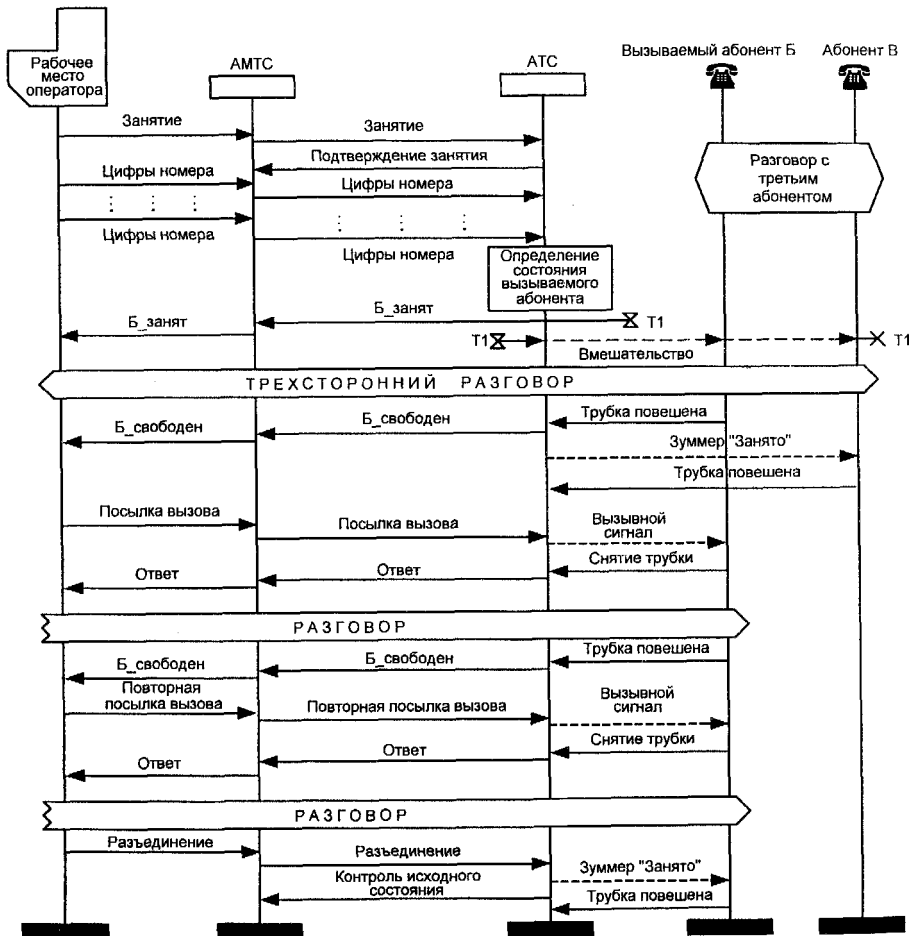 Рабочее
место
оператора
АМТС
АТС
Вызываемый абонент Б
Абонент В
Занятие
Занятие
Подтверждение занятия
Разговор с
третьим
абонентом
Цифры номера
Цифры номера
Цифры номера
Цифры номера
Определение
состояния
вызываемого
абонента
Б_занят
Б_занят
Т1
Т1
Т1
Вмешательство
ТРЕХСТОРОННИЙ РАЗГОВОР
Трубка повешена
Б_свободен
Б_свободен
Зуммер "Занято"
Трубка повешена
Посылка вызова
Посылка вызова
Вызывной
сигнал
Снятие трубки
Ответ
Ответ
РАЗГОВОР
Трубка повешена
Б_свободен
Б_свободен
Повторная
посылка вызова
Повторная посылка вызова
Вызывной
сигнал
Снятие трубки
Ответ
Ответ
РАЗГОВОР
Разъединение
Разъединение
Зуммер "Занято"
Контроль исходного
состояния
Трубка повешена